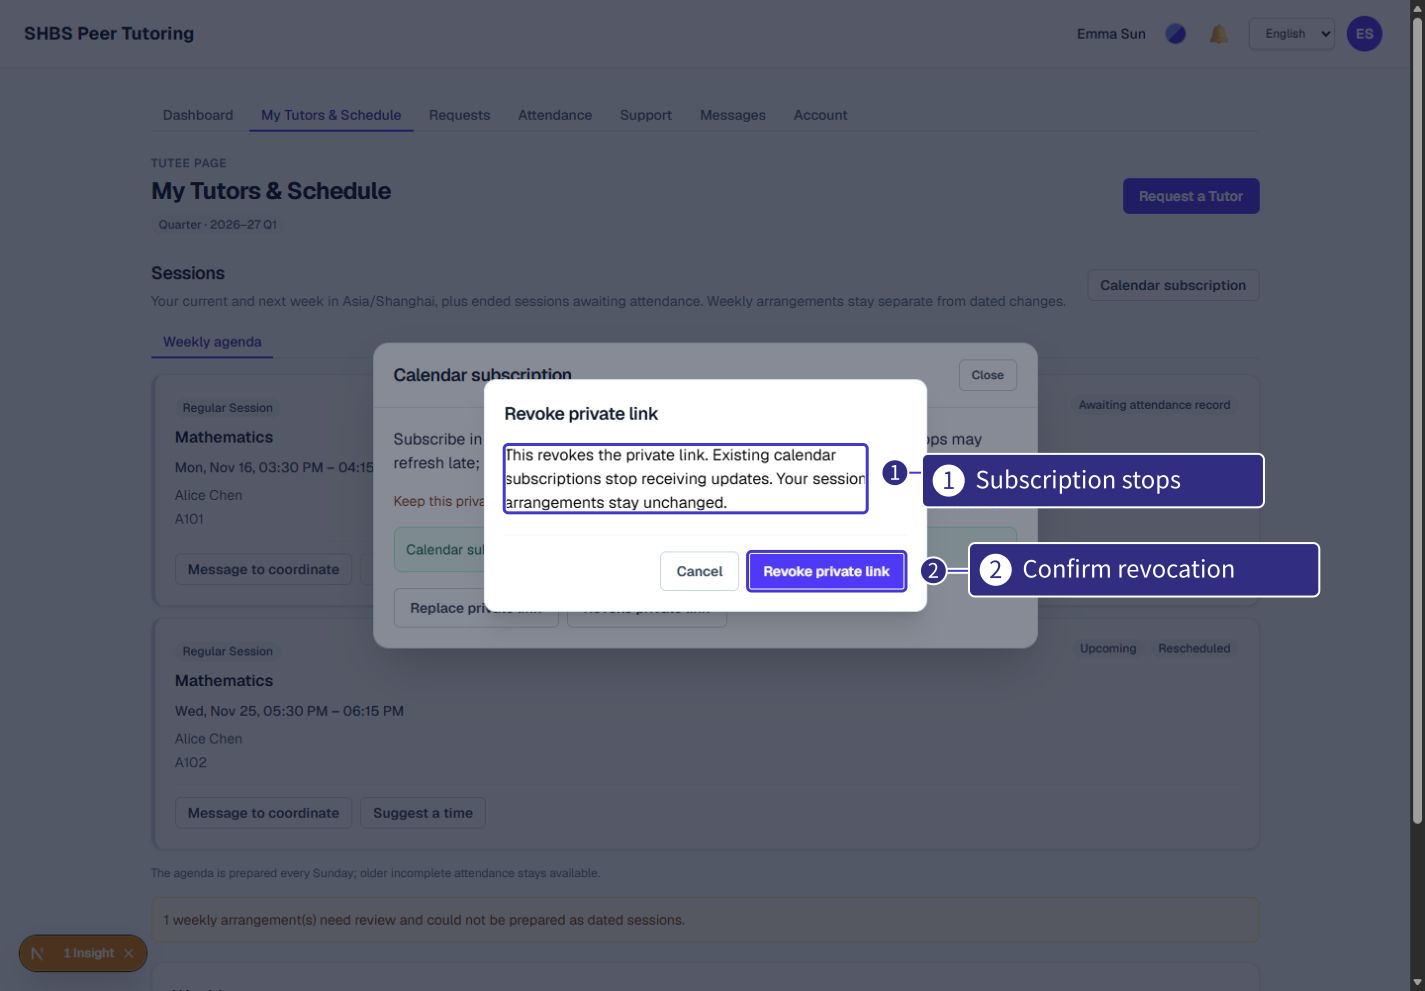 SHBS Peer Tutoring
Emma Sun
English
ES
Dashboard
My Tutors & Schedule
Requests
Attendance
Support
Messages
Account
TUTEE PAGE
My Tutors & Schedule
Request a Tutor
Quarter · 2026–27 Q1
Sessions
Your current and next week in Asia/Shanghai, plus ended sessions awaiting attendance. Weekly arrangements stay separate from dated changes.
Calendar subscription
Weekly agenda
Regular Session
Awaiting attendance record
Mathematics
Mon, Nov 16, 03:30 PM – 04:15
Alice Chen
A101
Message to coordinate
Calendar subscription
Close
Subscribe in
ps may
refresh late;
Keep this priva
Calendar sul
Replace
Revoke private link
This revokes the private link. Existing calendar
subscriptions stop receiving updates. Your session
arrangements stay unchanged.
Cancel
Revoke private link
1
1 Subscription stops
2
2 Confirm revocation
Regular Session
Upcoming
Rescheduled
Mathematics
Wed, Nov 25, 05:30 PM – 06:15 PM
Alice Chen
A102
Message to coordinate
Suggest a time
The agenda is prepared every Sunday; older incomplete attendance stays available.
1 weekly arrangement(s) need review and could not be prepared as dated sessions.
N 1 Insight ×